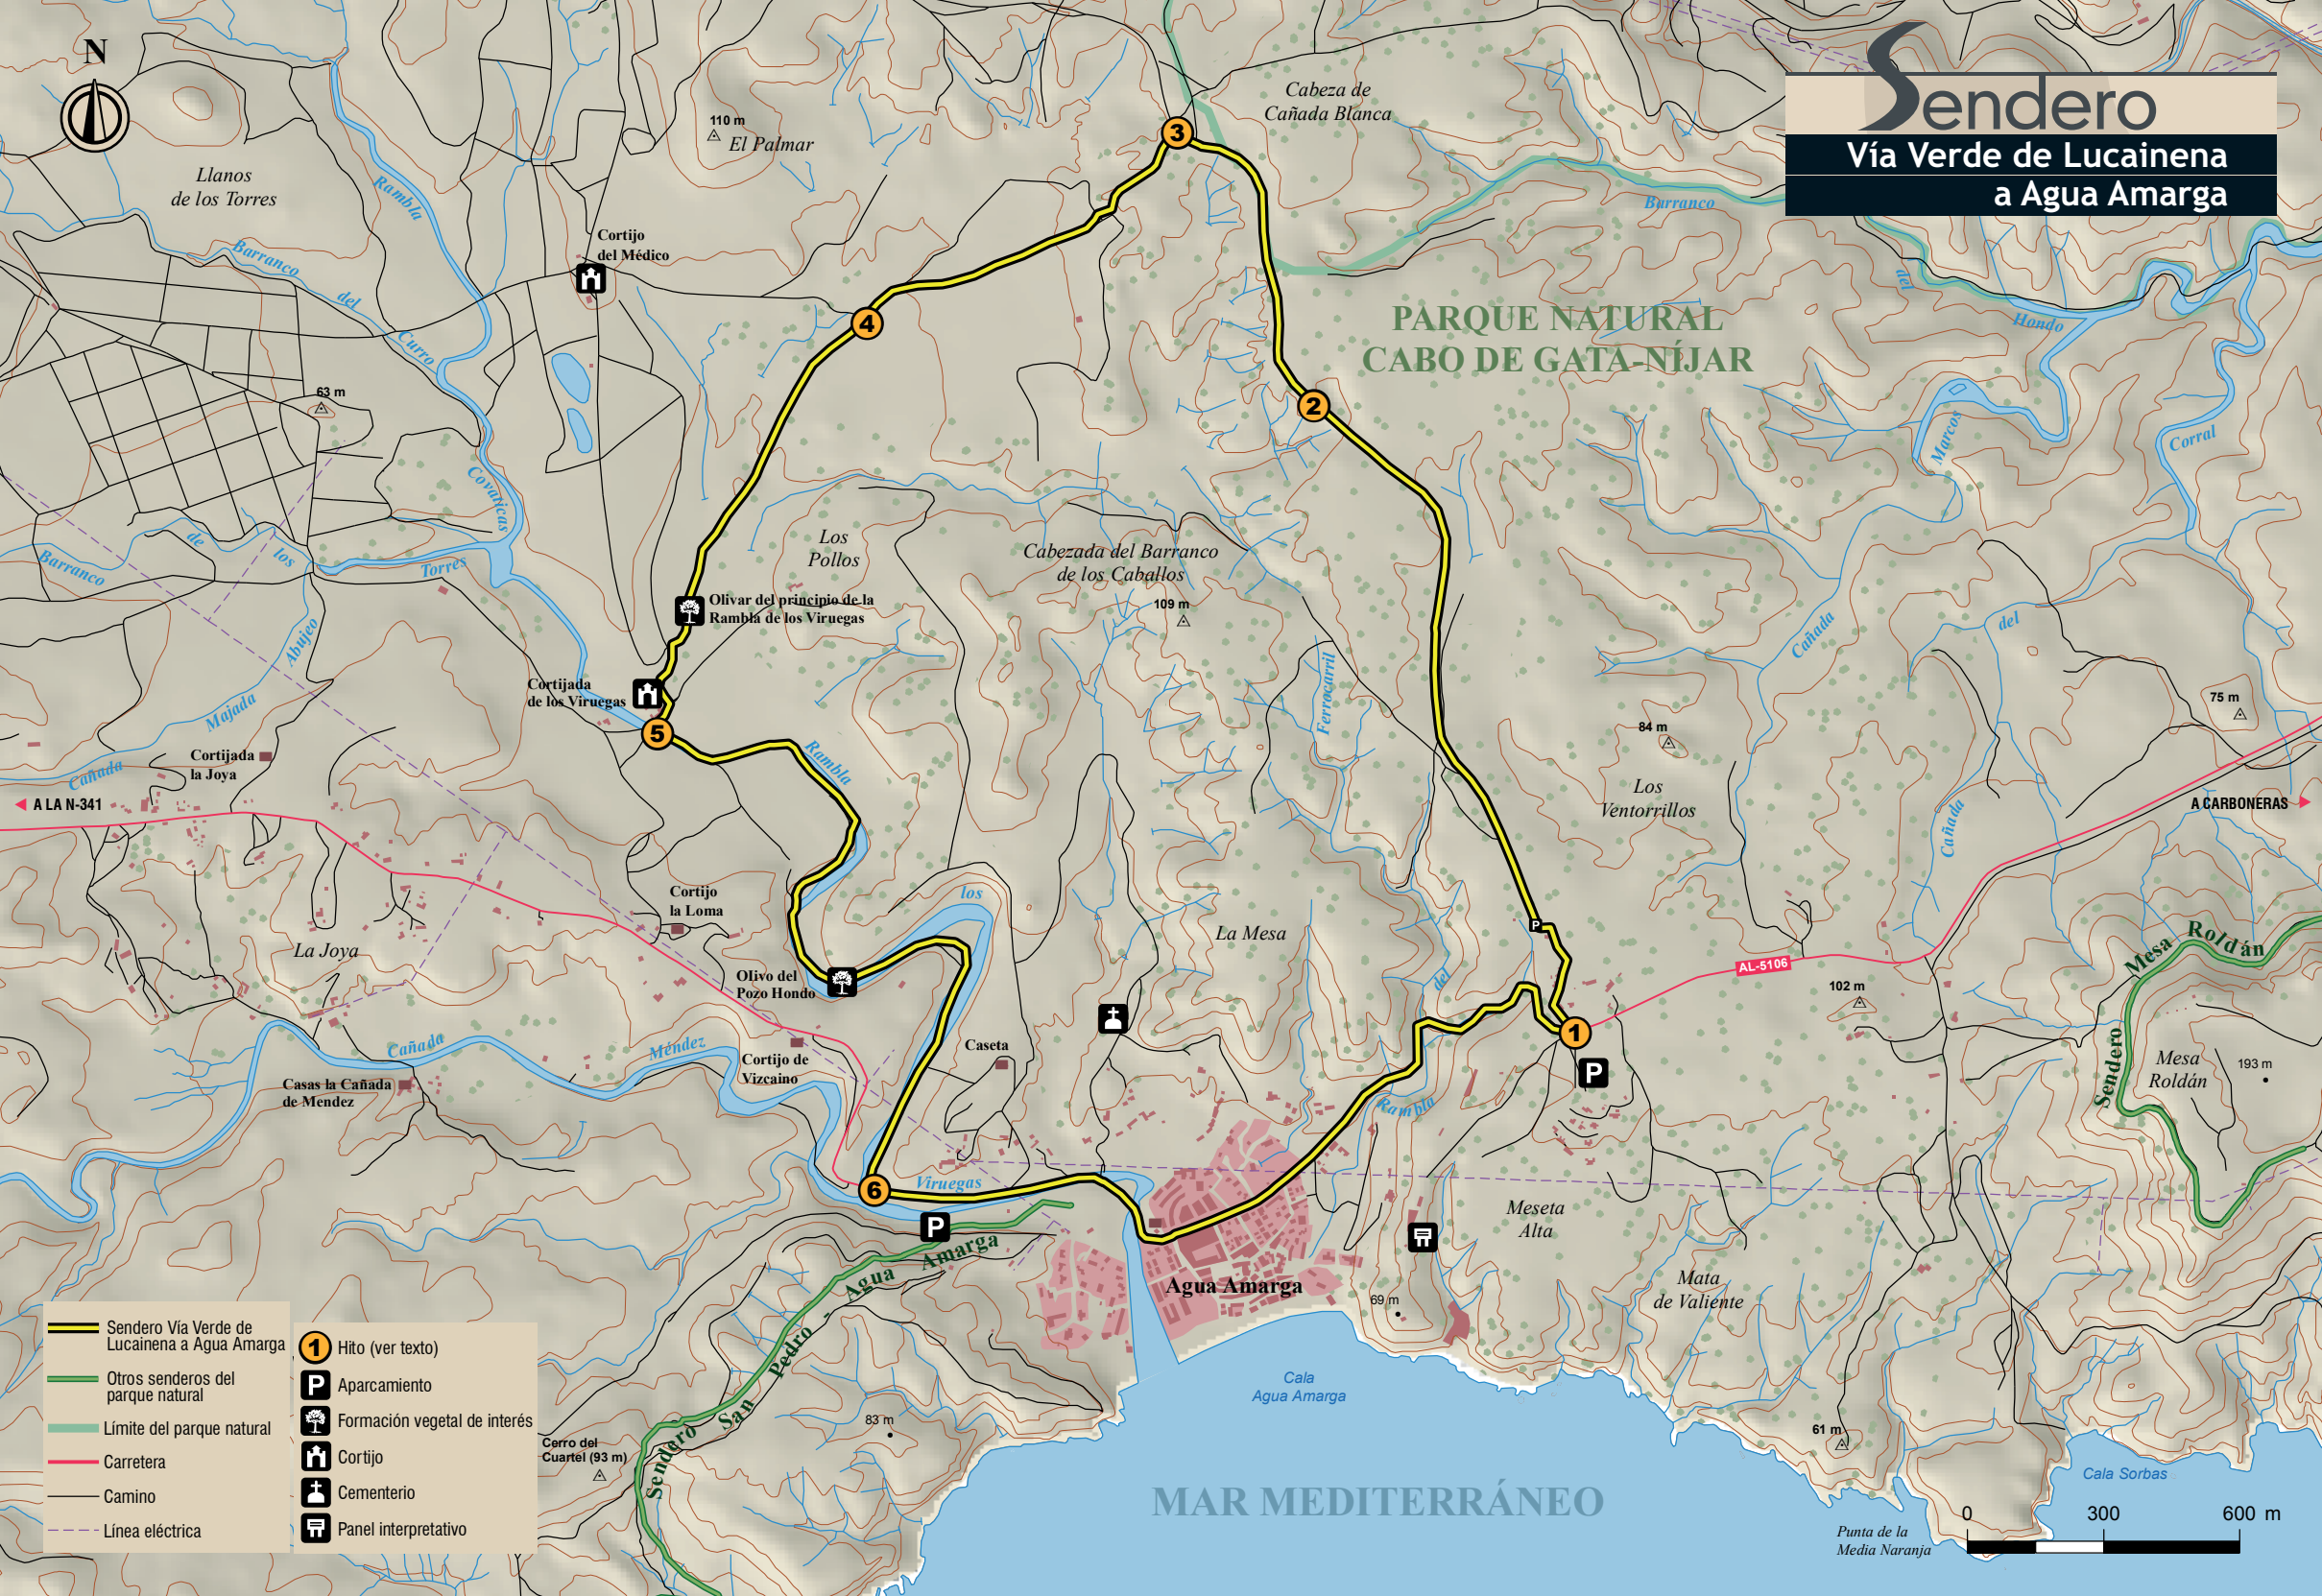 N
Sendero
Vía Verde de Lucainena
a Agua Amarga
Cabeza de
Cañada Blanca
3
110 m
El Palmar
Llanos
de los Torres
Rambla
Barranco
del
Curro
Covaticas
Cortijo
del Médico
4
2
PARQUE NATURAL
CABO DE GATA-NÍJAR
Barranco
del
Hondo
63 m
Marcos
Corral
Barranco
de
los
Torres
Los
Pollos
Cabezada del Barranco
de los Caballos
109 m
Olivar del principio de la
Rambla de los Viruegas
Abujeo
Majada
Cañada
Ferrocarril
Cañada
del
Cañada
Cortijada
de los Viruegas
5
Rambla
84 m
75 m
Cortijada
la Joya
A LA N-341
Los
Ventorrillos
A CARBONERAS
Cortijo
la Loma
los
La Mesa
P
La Joya
Olivo del
Pozo Hondo
AL-5106
Mesa Roldán
Sendero
102 m
del
1
P
Cañada
Méndez
Cortijo de
Vizcaino
Caseta
Casas la Cañada
de Mendez
Rambla
Mesa
Roldán
193 m
6
Viruegas
P
Meseta
Alta
Sendero San Pedro - Agua Amarga
Agua Amarga
69 m
Mata
de Valiente
Cala
Agua Amarga
83 m
Cerro del
Cuartel (93 m)
61 m
MAR MEDITERRÁNEO
Cala Sorbas
Punta de la
Media Naranja
0 300 600 m
Sendero Vía Verde de
Lucainena a Agua Amarga
Otros senderos del
parque natural
Límite del parque natural
Carretera
Camino
Línea eléctrica
1 Hito (ver texto)
P Aparcamiento
Formación vegetal de interés
Cortijo
Cementerio
Panel interpretativo